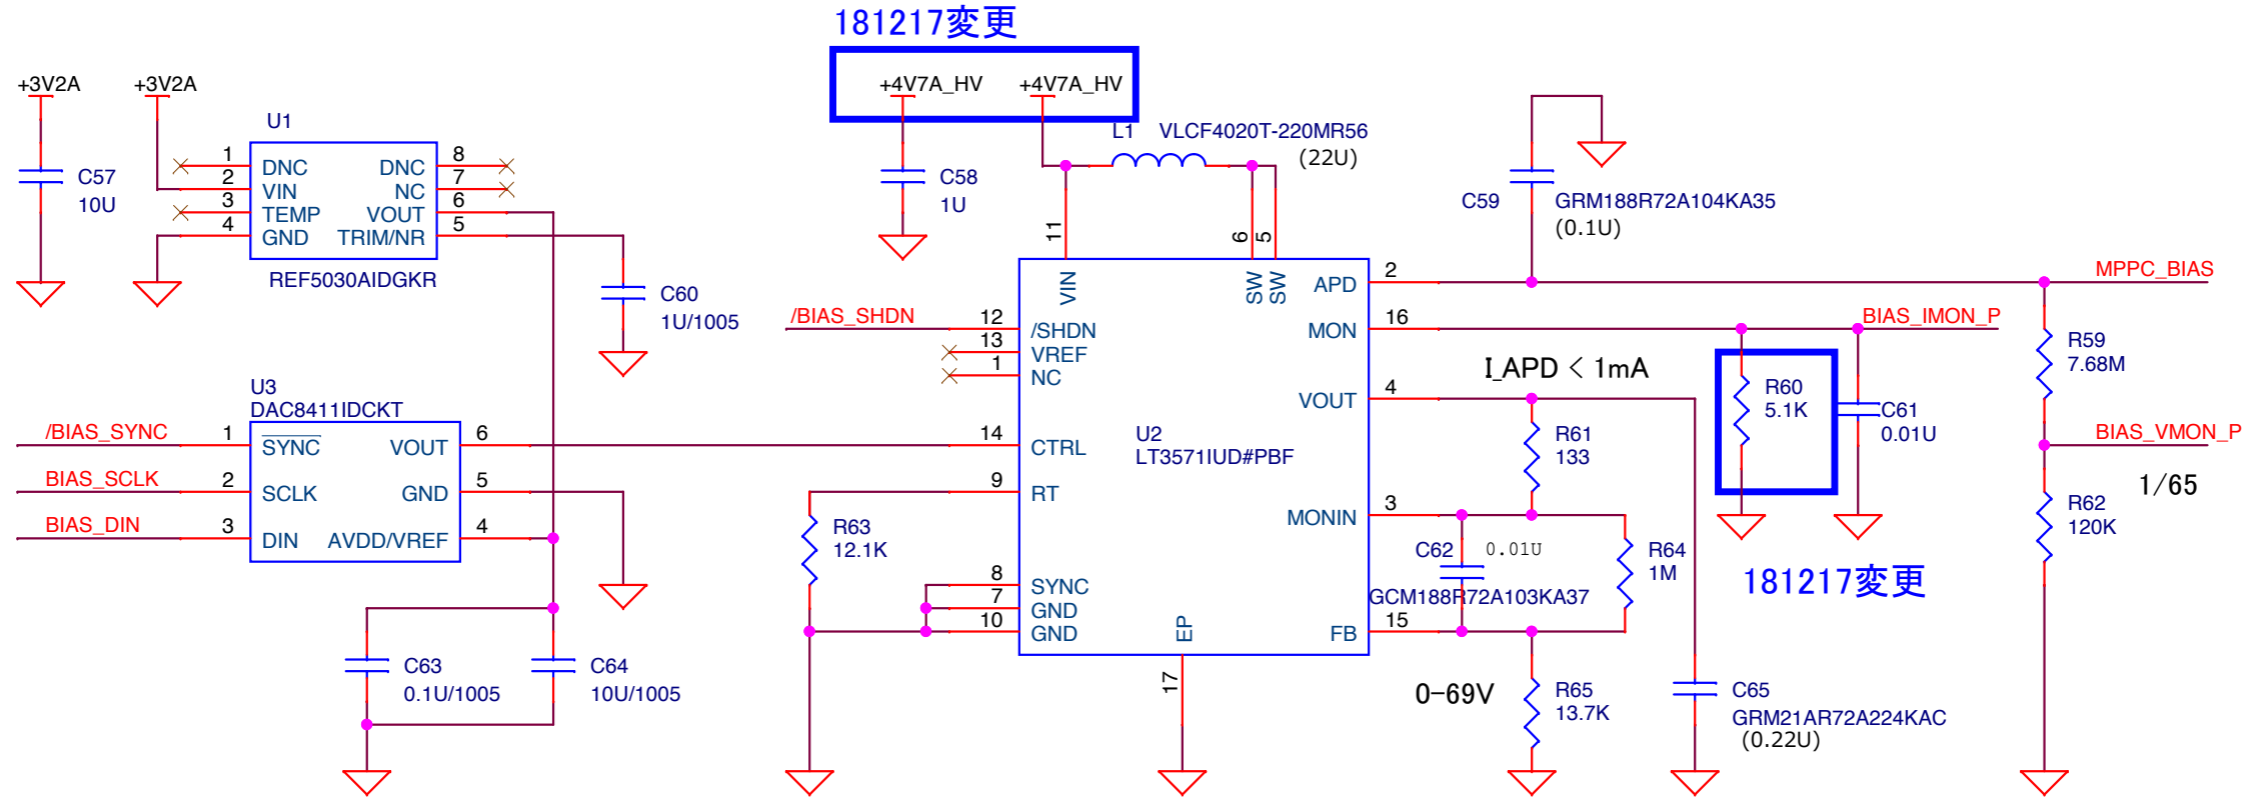 181217変更
+3V2A
+3V2A
+4V7A_HV
+4V7A_HV
U1
1
2
3
4
DNC
VIN
TEMP
GND
DNC
NC
VOUT
TRIM/NR
8
7
6
5
REF5030AIDGKR
C57
10U
C58
1U
L1 VLCF4020T-220MR56
(22U)
C59
GRM188R72A104KA35
(0.1U)
C60
1U/1005
11
6
5
VIN
SW
SW
APD
2
MPPC_BIAS
/BIAS_SHDN
12
/SHDN
13
VREF
1
NC
MON
16
BIAS_IMON_P
I_APD < 1mA
VOUT
4
R59
7.68M
R60
5.1K
C61
0.01U
U3
DAC8411IDCKT
/BIAS_SYNC
1
SYNC
VOUT
6
BIAS_SCLK
2
SCLK
GND
5
BIAS_DIN
3
DIN
AVDD/VREF
4
14
CTRL
U2
LT3571IUD#PBF
R61
133
BIAS_VMON_P
1/65
9
RT
R63
12.1K
MONIN
3
C62
0.01U
GCM188R72A103KA37
R64
1M
R62
120K
181217変更
8
SYNC
7
GND
10
GND
FB
15
EP
17
C63
0.1U/1005
C64
10U/1005
0-69V
R65
13.7K
C65
GRM21AR72A224KAC
(0.22U)